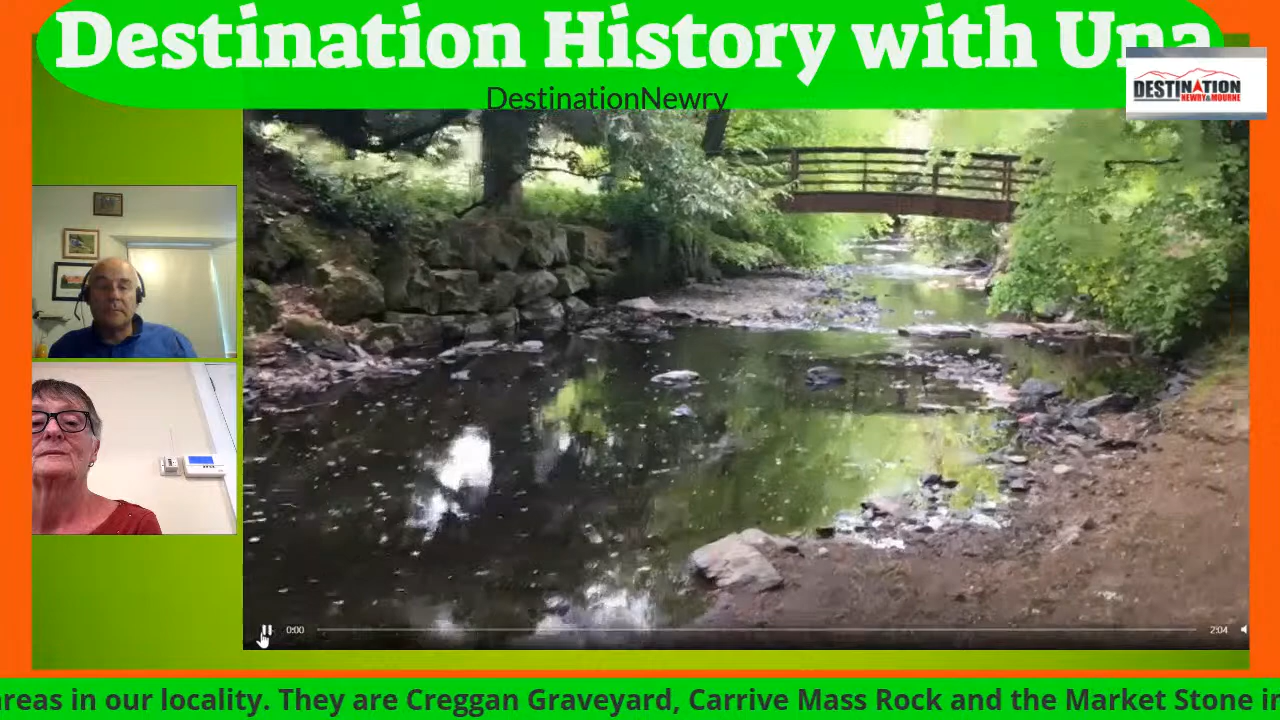 Destination History with Una
DESTINATION
NEWRY&MOURNE
DestinationNewry
0:00
2:04
areas in our locality. They are Creggan Graveyard, Carrive Mass Rock and the Market Stone in